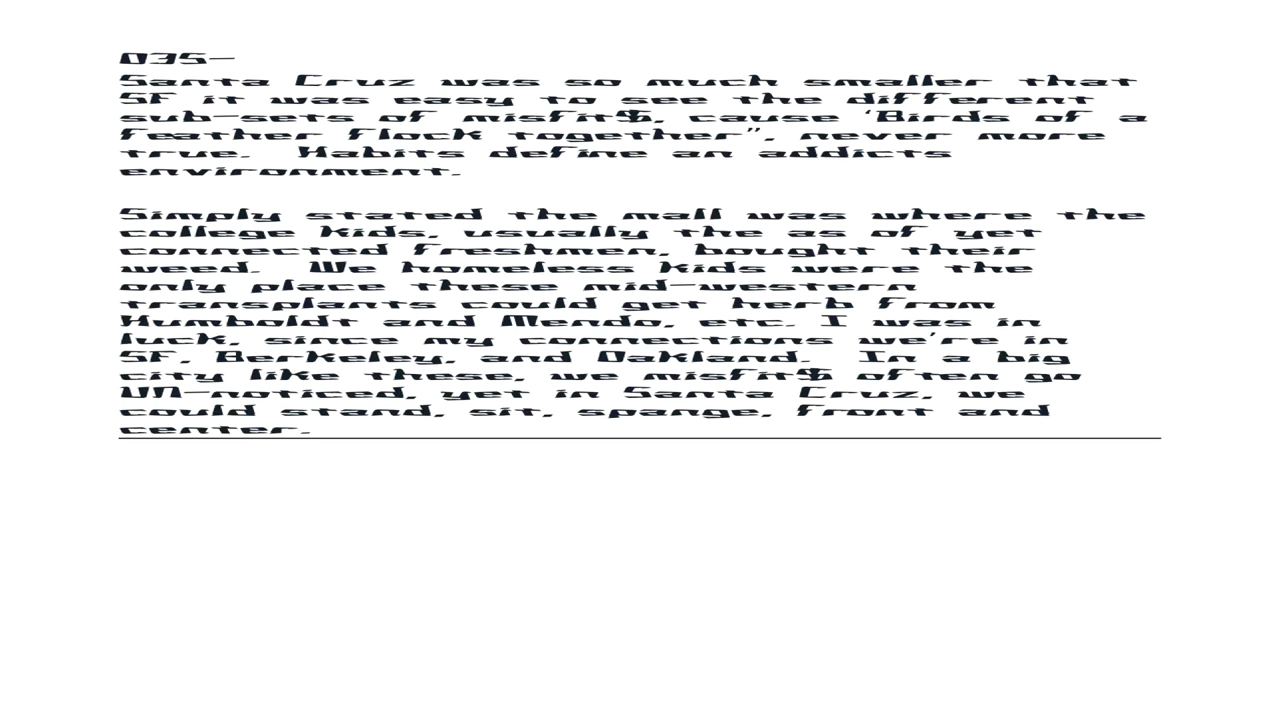 035-
Santa Cruz was so much smaller that
SF it was easy to see the different
sub-sets of misfit$, cause 'Birds of a
feather flock together", never more
true.  Habits define an addicts
environment.

Simply stated the mall was where the
college kids, usually the as of yet
connected freshmen, bought their
weed.  We homeless kids were the
only place these mid-western
transplants could get herb from
Humboldt and Mendo, etc. I was in
luck, since my connections we're in
SF, Berkeley, and Oakland.  In a big
city like these, we misfit$ often go
UN-noticed, yet in Santa Cruz, we
could stand, sit, spange, front and
center.